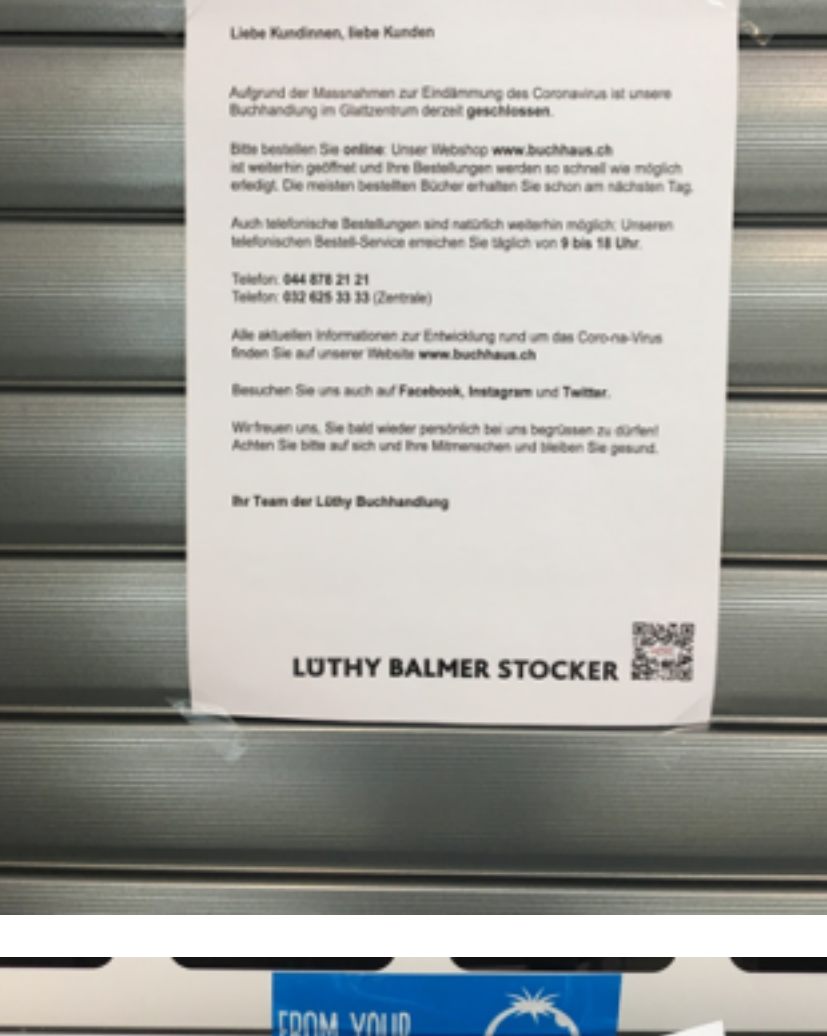 Liebe Kundinnen, liebe Kunden
Aufgrund der Massnahmen zur Eindämmung des Coronavirus ist unsere
Buchhandlung im Glattzentrum derzeit geschlossen.
Bitte bestellen Sie online: Unser Webshop www.buchhaus.ch
ist weiterhin geöffnet und Ihre Bestellungen werden so schnell wie möglich
erledigt. Die meisten bestellten Bücher erhalten Sie schon am nächsten Tag.
Auch telefonische Bestellungen sind natürlich weiterhin möglich: Unseren
telefonischen Bestell-Service erreichen Sie täglich von 9 bis 18 Uhr.
Telefon: 044 878 21 21
Telefon: 032 625 33 33 (Zentrale)
Alle aktuellen Informationen zur Entwicklung rund um das Coro-na-Virus
finden Sie auf unserer Website www.buchhaus.ch
Besuchen Sie uns auch auf Facebook, Instagram und Twitter.
Wir freuen uns, Sie bald wieder persönlich bei uns begrüssen zu dürfen!
Achten Sie bitte auf sich und Ihre Mitmenschen und bleiben Sie gesund.
Ihr Team der Lüthy Buchhandlung
LÜTHY BALMER STOCKER
FROM YOUR